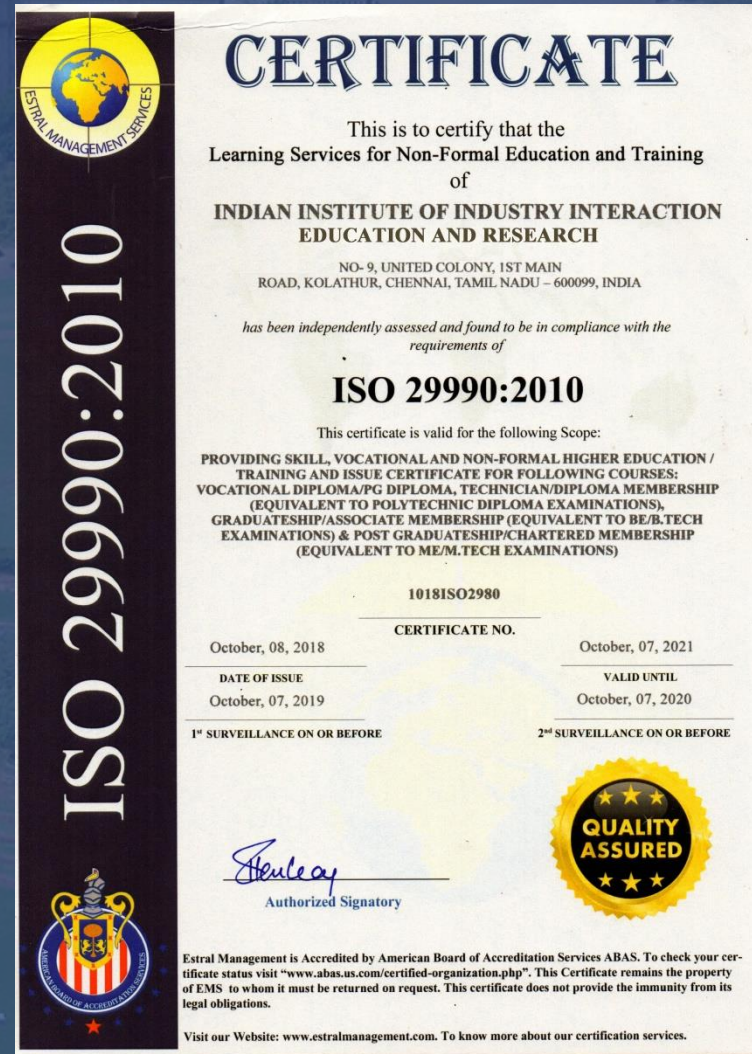 ESTRAL MANAGEMENT SERVICES
ISO 29990:2010
AMERICAN BOARD OF ACCREDITATION SERVICES
CERTIFICATE
This is to certify that the
Learning Services for Non-Formal Education and Training
of
INDIAN INSTITUTE OF INDUSTRY INTERACTION
EDUCATION AND RESEARCH
NO- 9, UNITED COLONY, 1ST MAIN
ROAD, KOLATHUR, CHENNAI, TAMIL NADU – 600099, INDIA
has been independently assessed and found to be in compliance with the
requirements of
ISO 29990:2010
This certificate is valid for the following Scope:
PROVIDING SKILL, VOCATIONAL AND NON-FORMAL HIGHER EDUCATION /
TRAINING AND ISSUE CERTIFICATE FOR FOLLOWING COURSES:
VOCATIONAL DIPLOMA/PG DIPLOMA, TECHNICIAN/DIPLOMA MEMBERSHIP
(EQUIVALENT TO POLYTECHNIC DIPLOMA EXAMINATIONS),
GRADUATESHIP/ASSOCIATE MEMBERSHIP (EQUIVALENT TO BE/B.TECH
EXAMINATIONS) & POST GRADUATESHIP/CHARTERED MEMBERSHIP
(EQUIVALENT TO ME/M.TECH EXAMINATIONS)
1018ISO2980
CERTIFICATE NO.
October, 08, 2018
October, 07, 2021
DATE OF ISSUE
VALID UNTIL
October, 07, 2019
October, 07, 2020
1st SURVEILLANCE ON OR BEFORE
2nd SURVEILLANCE ON OR BEFORE
QUALITY
ASSURED
Authorized Signatory
Estral Management is Accredited by American Board of Accreditation Services ABAS. To check your cer-
tificate status visit “www.abas.us.com/certified-organization.php”. This Certificate remains the property
of EMS to whom it must be returned on request. This certificate does not provide the immunity from its
legal obligations.
Visit our Website: www.estralmanagement.com. To know more about our certification services.